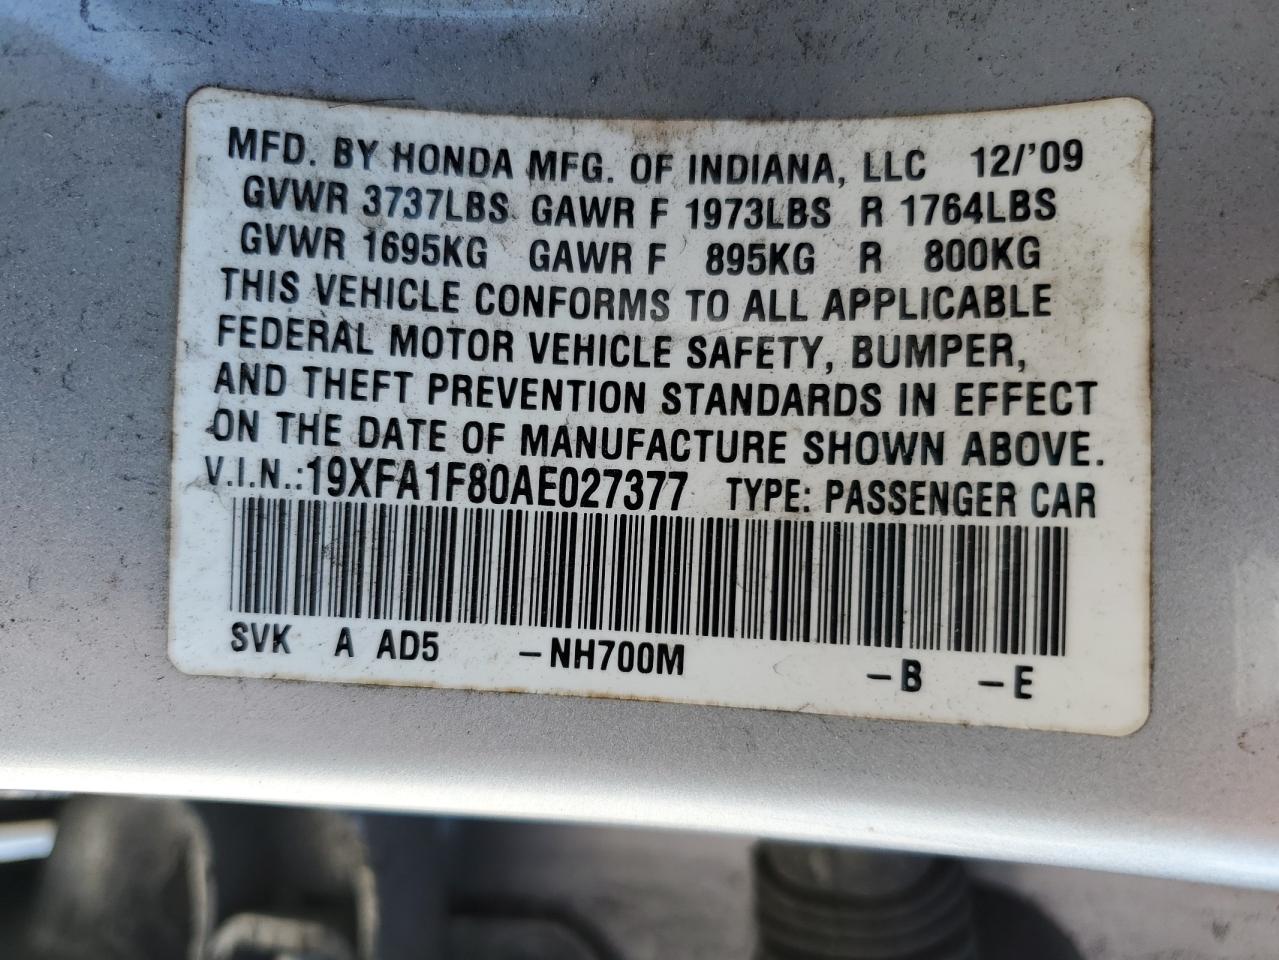 MFD. BY HONDA MFG. OF INDIANA, LLC 12/'09
GVWR 3737LBS GAWR F 1973LBS R 1764LBS
GVWR 1695KG GAWR F 895KG R 800KG
THIS VEHICLE CONFORMS TO ALL APPLICABLE
FEDERAL MOTOR VEHICLE SAFETY, BUMPER,
AND THEFT PREVENTION STANDARDS IN EFFECT
ON THE DATE OF MANUFACTURE SHOWN ABOVE.
V.I.N.:19XFA1F80AE027377 TYPE: PASSENGER CAR
SVK A AD5 -NH700M -B -E